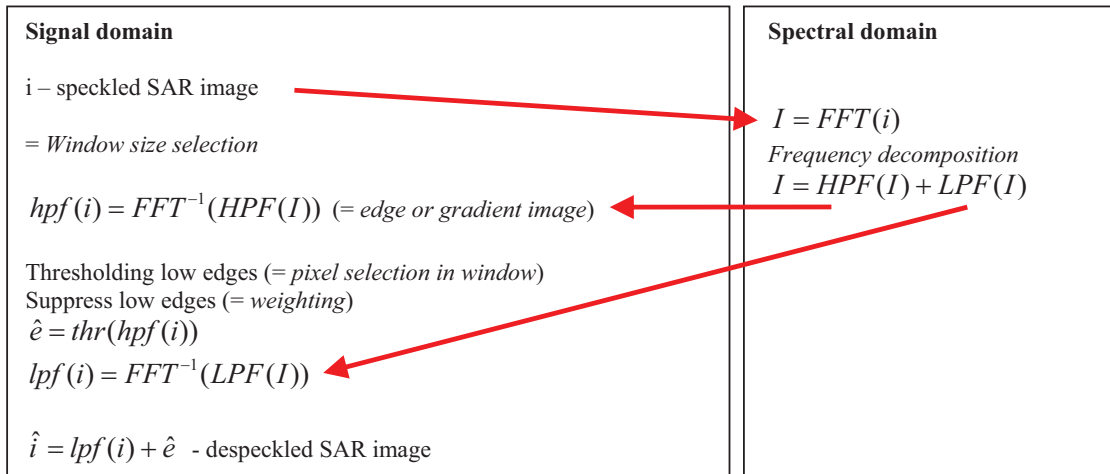 Signal domain
i – speckled SAR image
= Window size selection
hpf(i) = FFT⁻¹(HPF(I)) (= edge or gradient image)
Thresholding low edges (= pixel selection in window)
Suppress low edges (= weighting)
ê = thr(hpf(i))
lpf(i) = FFT⁻¹(LPF(I))
î = lpf(i) + ê - despeckled SAR image
Spectral domain
I = FFT(i)
Frequency decomposition
I = HPF(I) + LPF(I)